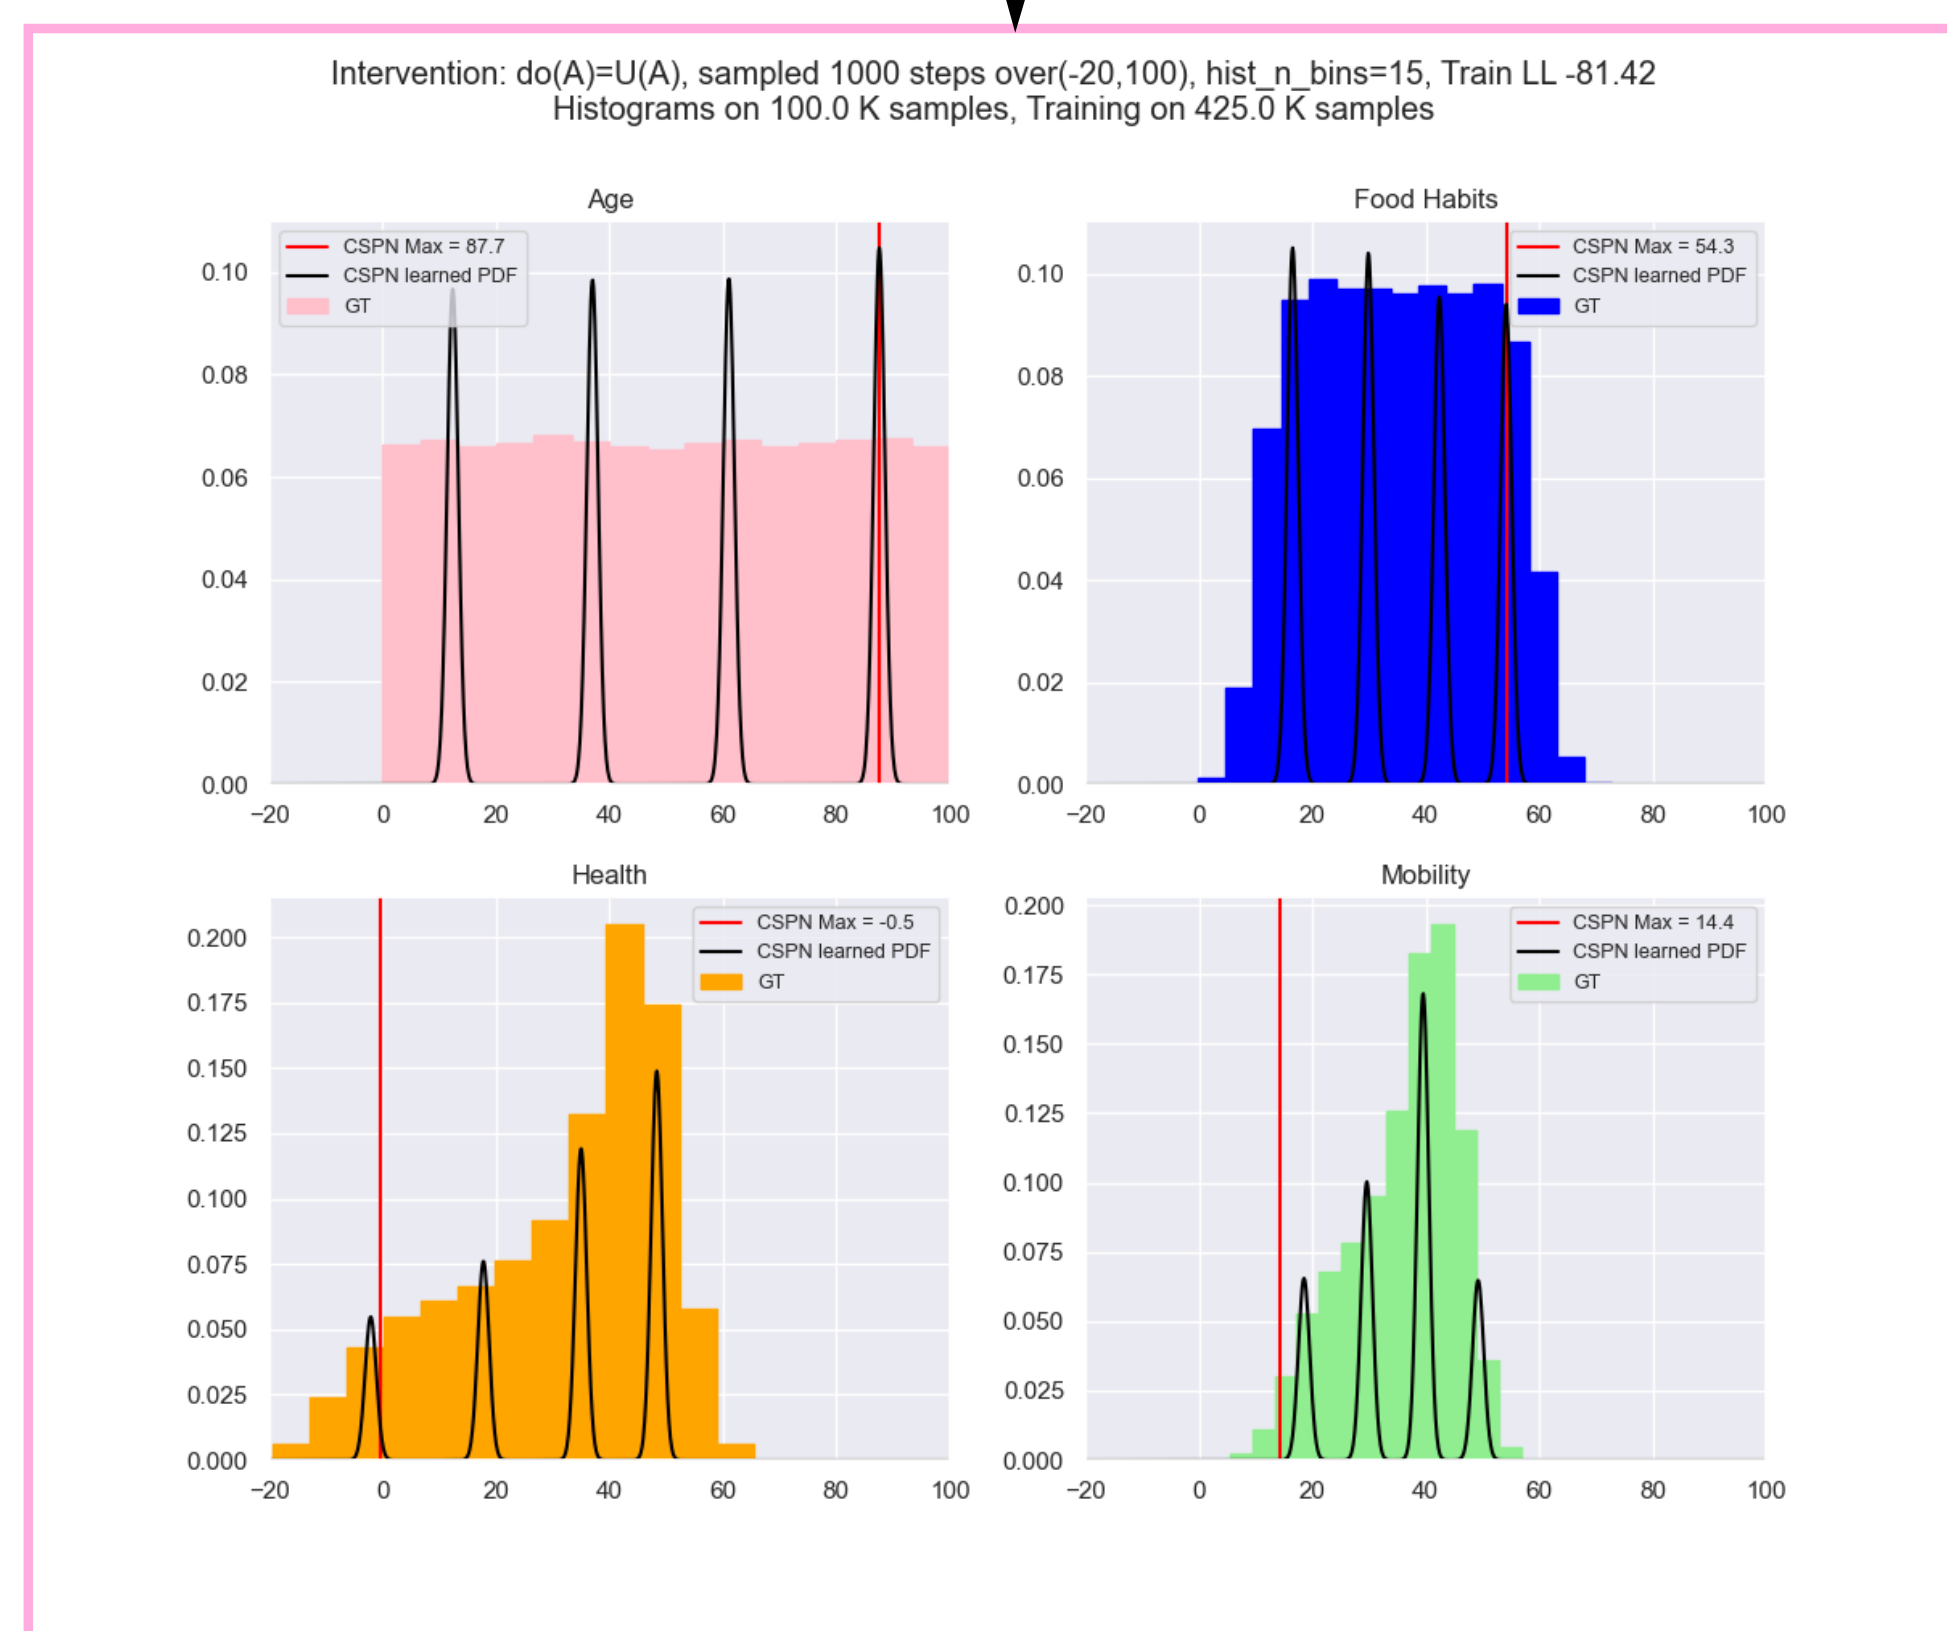 Intervention: do(A)=U(A), sampled 1000 steps over(-20,100), hist_n_bins=15, Train LL -81.42
Histograms on 100.0 K samples, Training on 425.0 K samples
Age
CSPN Max = 87.7
CSPN learned PDF
GT
0.10
0.08
0.06
0.04
0.02
0.00
−20 0 20 40 60 80 100
Food Habits
CSPN Max = 54.3
CSPN learned PDF
GT
0.10
0.08
0.06
0.04
0.02
0.00
−20 0 20 40 60 80 100
Health
CSPN Max = -0.5
CSPN learned PDF
GT
0.200
0.175
0.150
0.125
0.100
0.075
0.050
0.025
0.000
−20 0 20 40 60 80 100
Mobility
CSPN Max = 14.4
CSPN learned PDF
GT
0.200
0.175
0.150
0.125
0.100
0.075
0.050
0.025
0.000
−20 0 20 40 60 80 100